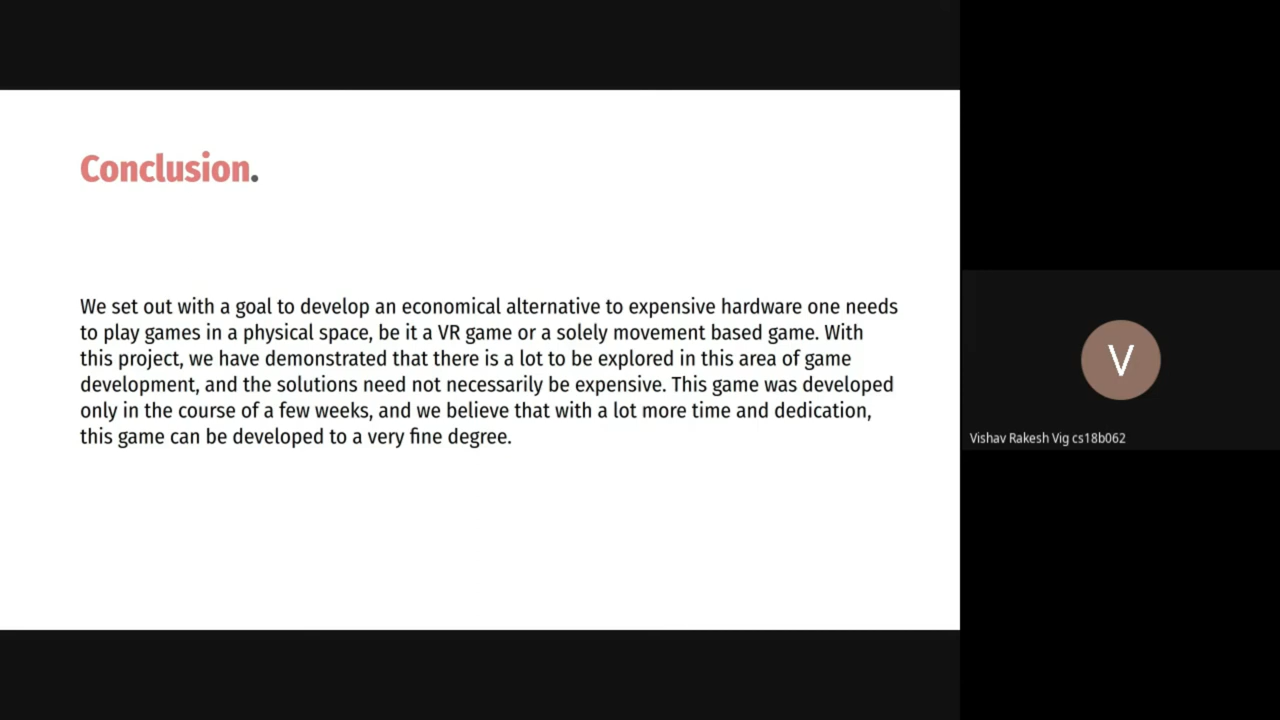 Conclusion.
We set out with a goal to develop an economical alternative to expensive hardware one needs
to play games in a physical space, be it a VR game or a solely movement based game. With
this project, we have demonstrated that there is a lot to be explored in this area of game
development, and the solutions need not necessarily be expensive. This game was developed
only in the course of a few weeks, and we believe that with a lot more time and dedication,
this game can be developed to a very fine degree.
V
Vishav Rakesh Vig cs18b062